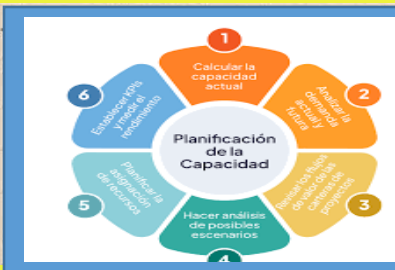 1
Calcular la
capacidad
actual
2
Analizar la
demanda
actual y
futura
3
Revisar los flujos
de valor de las
carteras de
proyectos
4
Hacer análisis
de posibles
escenarios
5
Planificar la
asignación
de recursos
6
Establecer KPIs
y medir el
rendimiento
Planificación
de la
Capacidad